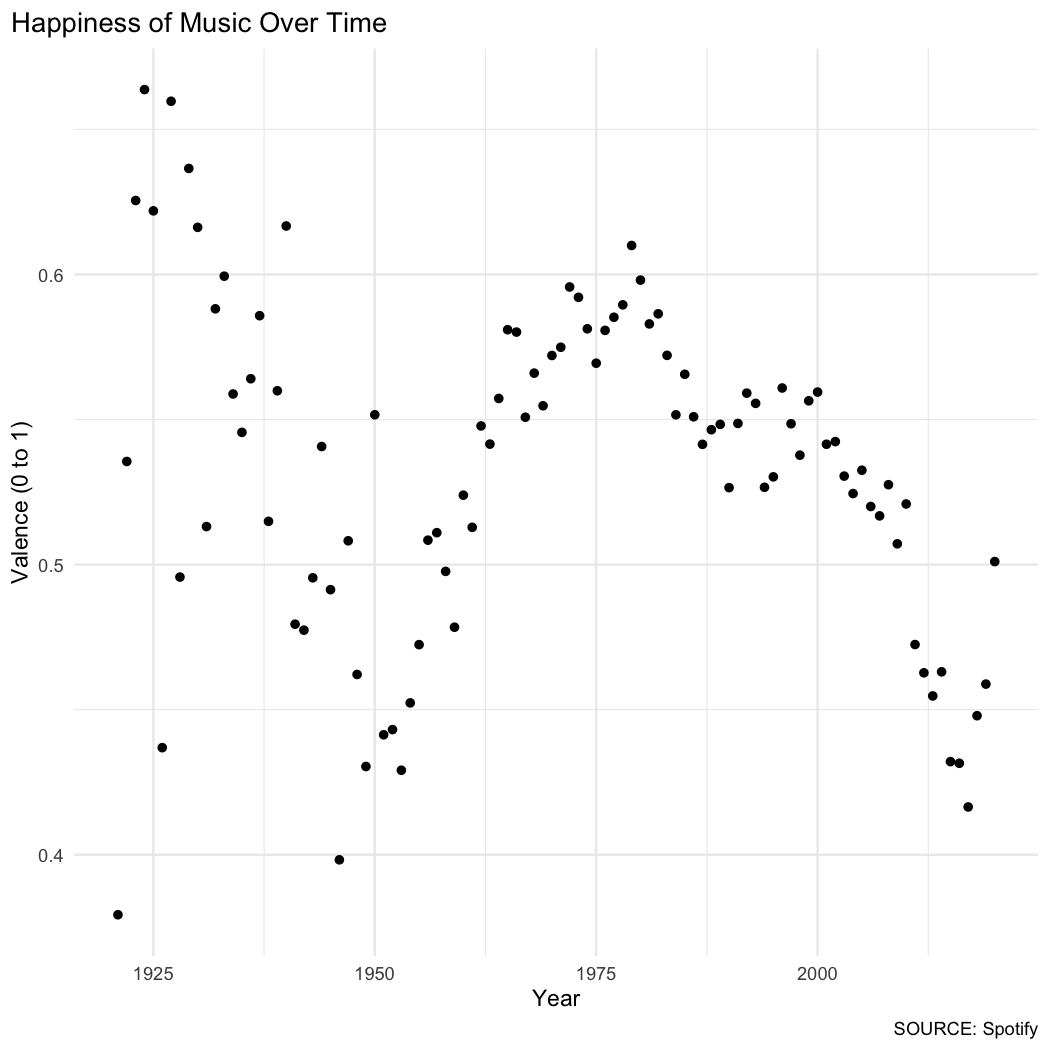 Happiness of Music Over Time
Valence (0 to 1)
0.6
0.5
0.4
1925 1950 1975 2000
Year
SOURCE: Spotify